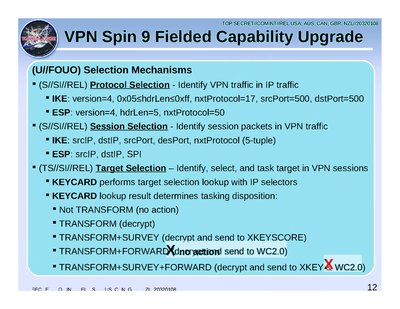 TOP SECRET//COMINT//REL USA, AUS, CAN, GBR, NZL//20320108
VPN Spin 9 Fielded Capability Upgrade
(U//FOUO) Selection Mechanisms
▪ (S//SI//REL) Protocol Selection - Identify VPN traffic in IP traffic
▪ IKE: version=4, 0x05≤hdrLen≤0xff, nxtProtocol=17, srcPort=500, dstPort=500
▪ ESP: version=4, hdrLen=5, nxtProtocol=50
▪ (S//SI//REL) Session Selection - Identify session packets in VPN traffic
▪ IKE: srcIP, dstIP, srcPort, desPort, nxtProtocol (5-tuple)
▪ ESP: srcIP, dstIP, SPI
▪ (TS//SI//REL) Target Selection – Identify, select, and task target in VPN sessions
▪ KEYCARD performs target selection lookup with IP selectors
▪ KEYCARD lookup result determines tasking disposition:
▪ Not TRANSFORM (no action)
▪ TRANSFORM (decrypt)
▪ TRANSFORM+SURVEY (decrypt and send to XKEYSCORE)
▪ TRANSFORM+FORWARD X no action d send to WC2.0)
▪ TRANSFORM+SURVEY+FORWARD (decrypt and send to XKEY X WC2.0)
20320108 12